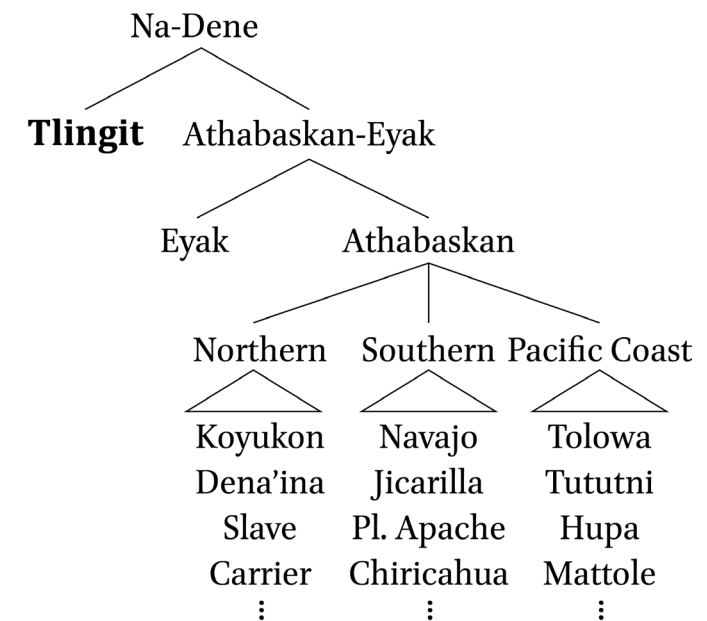 Na-Dene
Tlingit Athabaskan-Eyak
Eyak Athabaskan
Northern Southern Pacific Coast
Koyukon Navajo Tolowa
Dena’ina Jicarilla Tututni
Slave Pl. Apache Hupa
Carrier Chiricahua Mattole
⋮ ⋮ ⋮